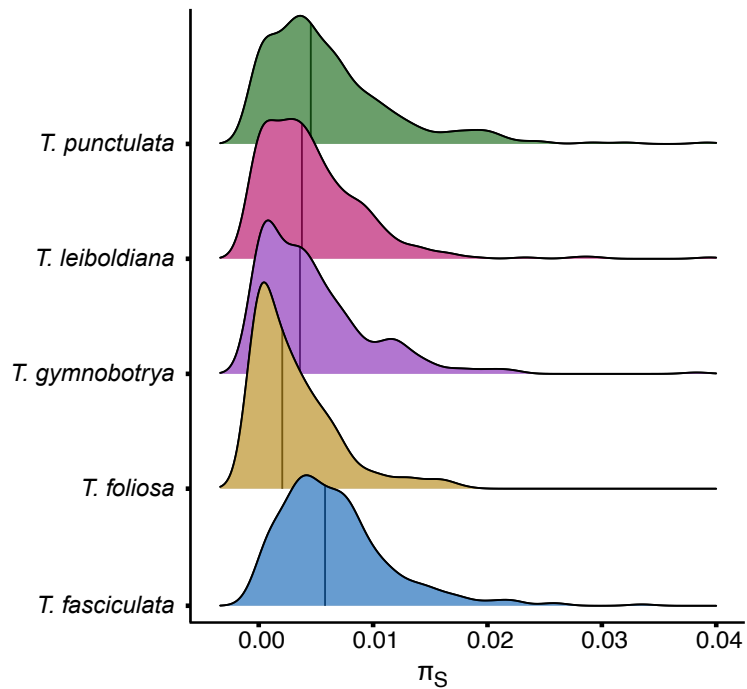 T. punctulata
T. leiboldiana
T. gymnobotrya
T. foliosa
T. fasciculata
0.00 0.01 0.02 0.03 0.04
πS